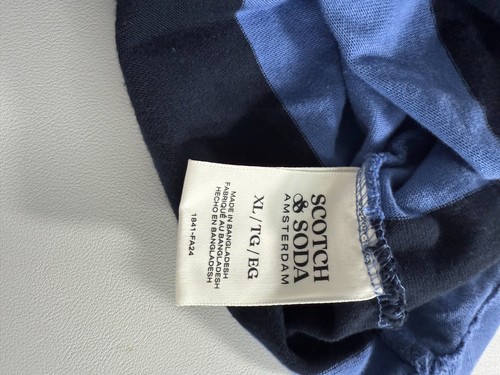 SCOTCH
& SODA
AMSTERDAM
XL / TG / EG
MADE IN BANGLADESH
FABRIQUÉ AU BANGLADESH
HECHO EN BANGLADESH
1841-FA24